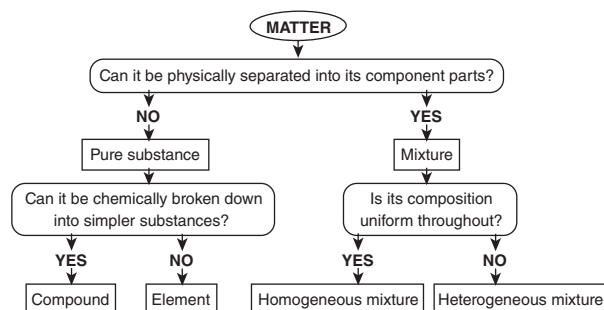 MATTER
Can it be physically separated into its component parts?
NO
YES
Pure substance
Mixture
Can it be chemically broken down
into simpler substances?
Is its composition
uniform throughout?
YES
NO
YES
NO
Compound
Element
Homogeneous mixture
Heterogeneous mixture